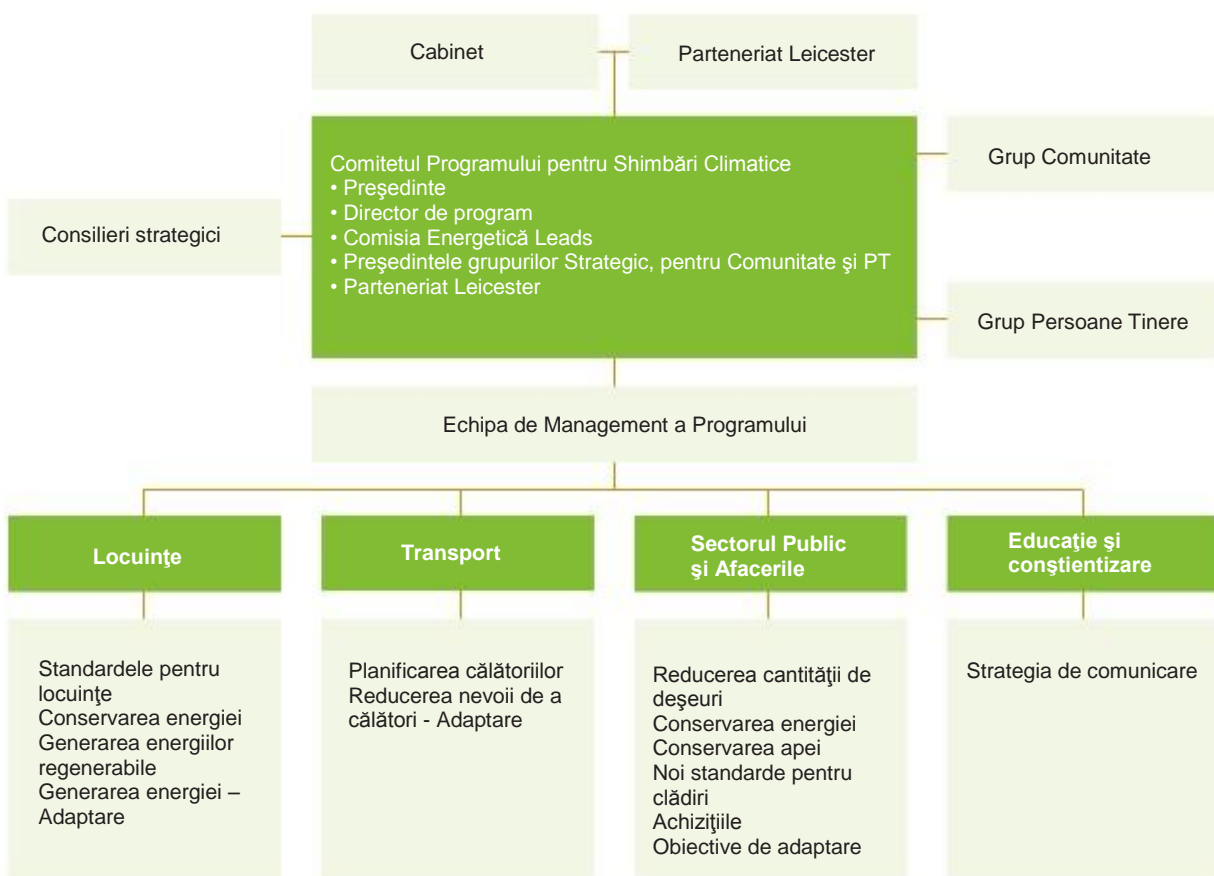 Cabinet
Parteneriat Leicester
Comitetul Programului pentru Shimbări Climatice
• Preşedinte
• Director de program
• Comisia Energetică Leads
• Preşedintele grupurilor Strategic, pentru Comunitate şi PT
• Parteneriat Leicester
Grup Comunitate
Consilieri strategici
Grup Persoane Tinere
Echipa de Management a Programului
Locuinţe
Transport
Sectorul Public
şi Afacerile
Educaţie şi
conştientizare
Standardele pentru
locuinţe
Conservarea energiei
Generarea energiilor
regenerabile
Generarea energiei –
Adaptare
Planificarea călătoriilor
Reducerea nevoii de a
călători - Adaptare
Reducerea cantităţii de
deşeuri
Conservarea energiei
Conservarea apei
Noi standarde pentru
clădiri
Achiziţiile
Obiective de adaptare
Strategia de comunicare